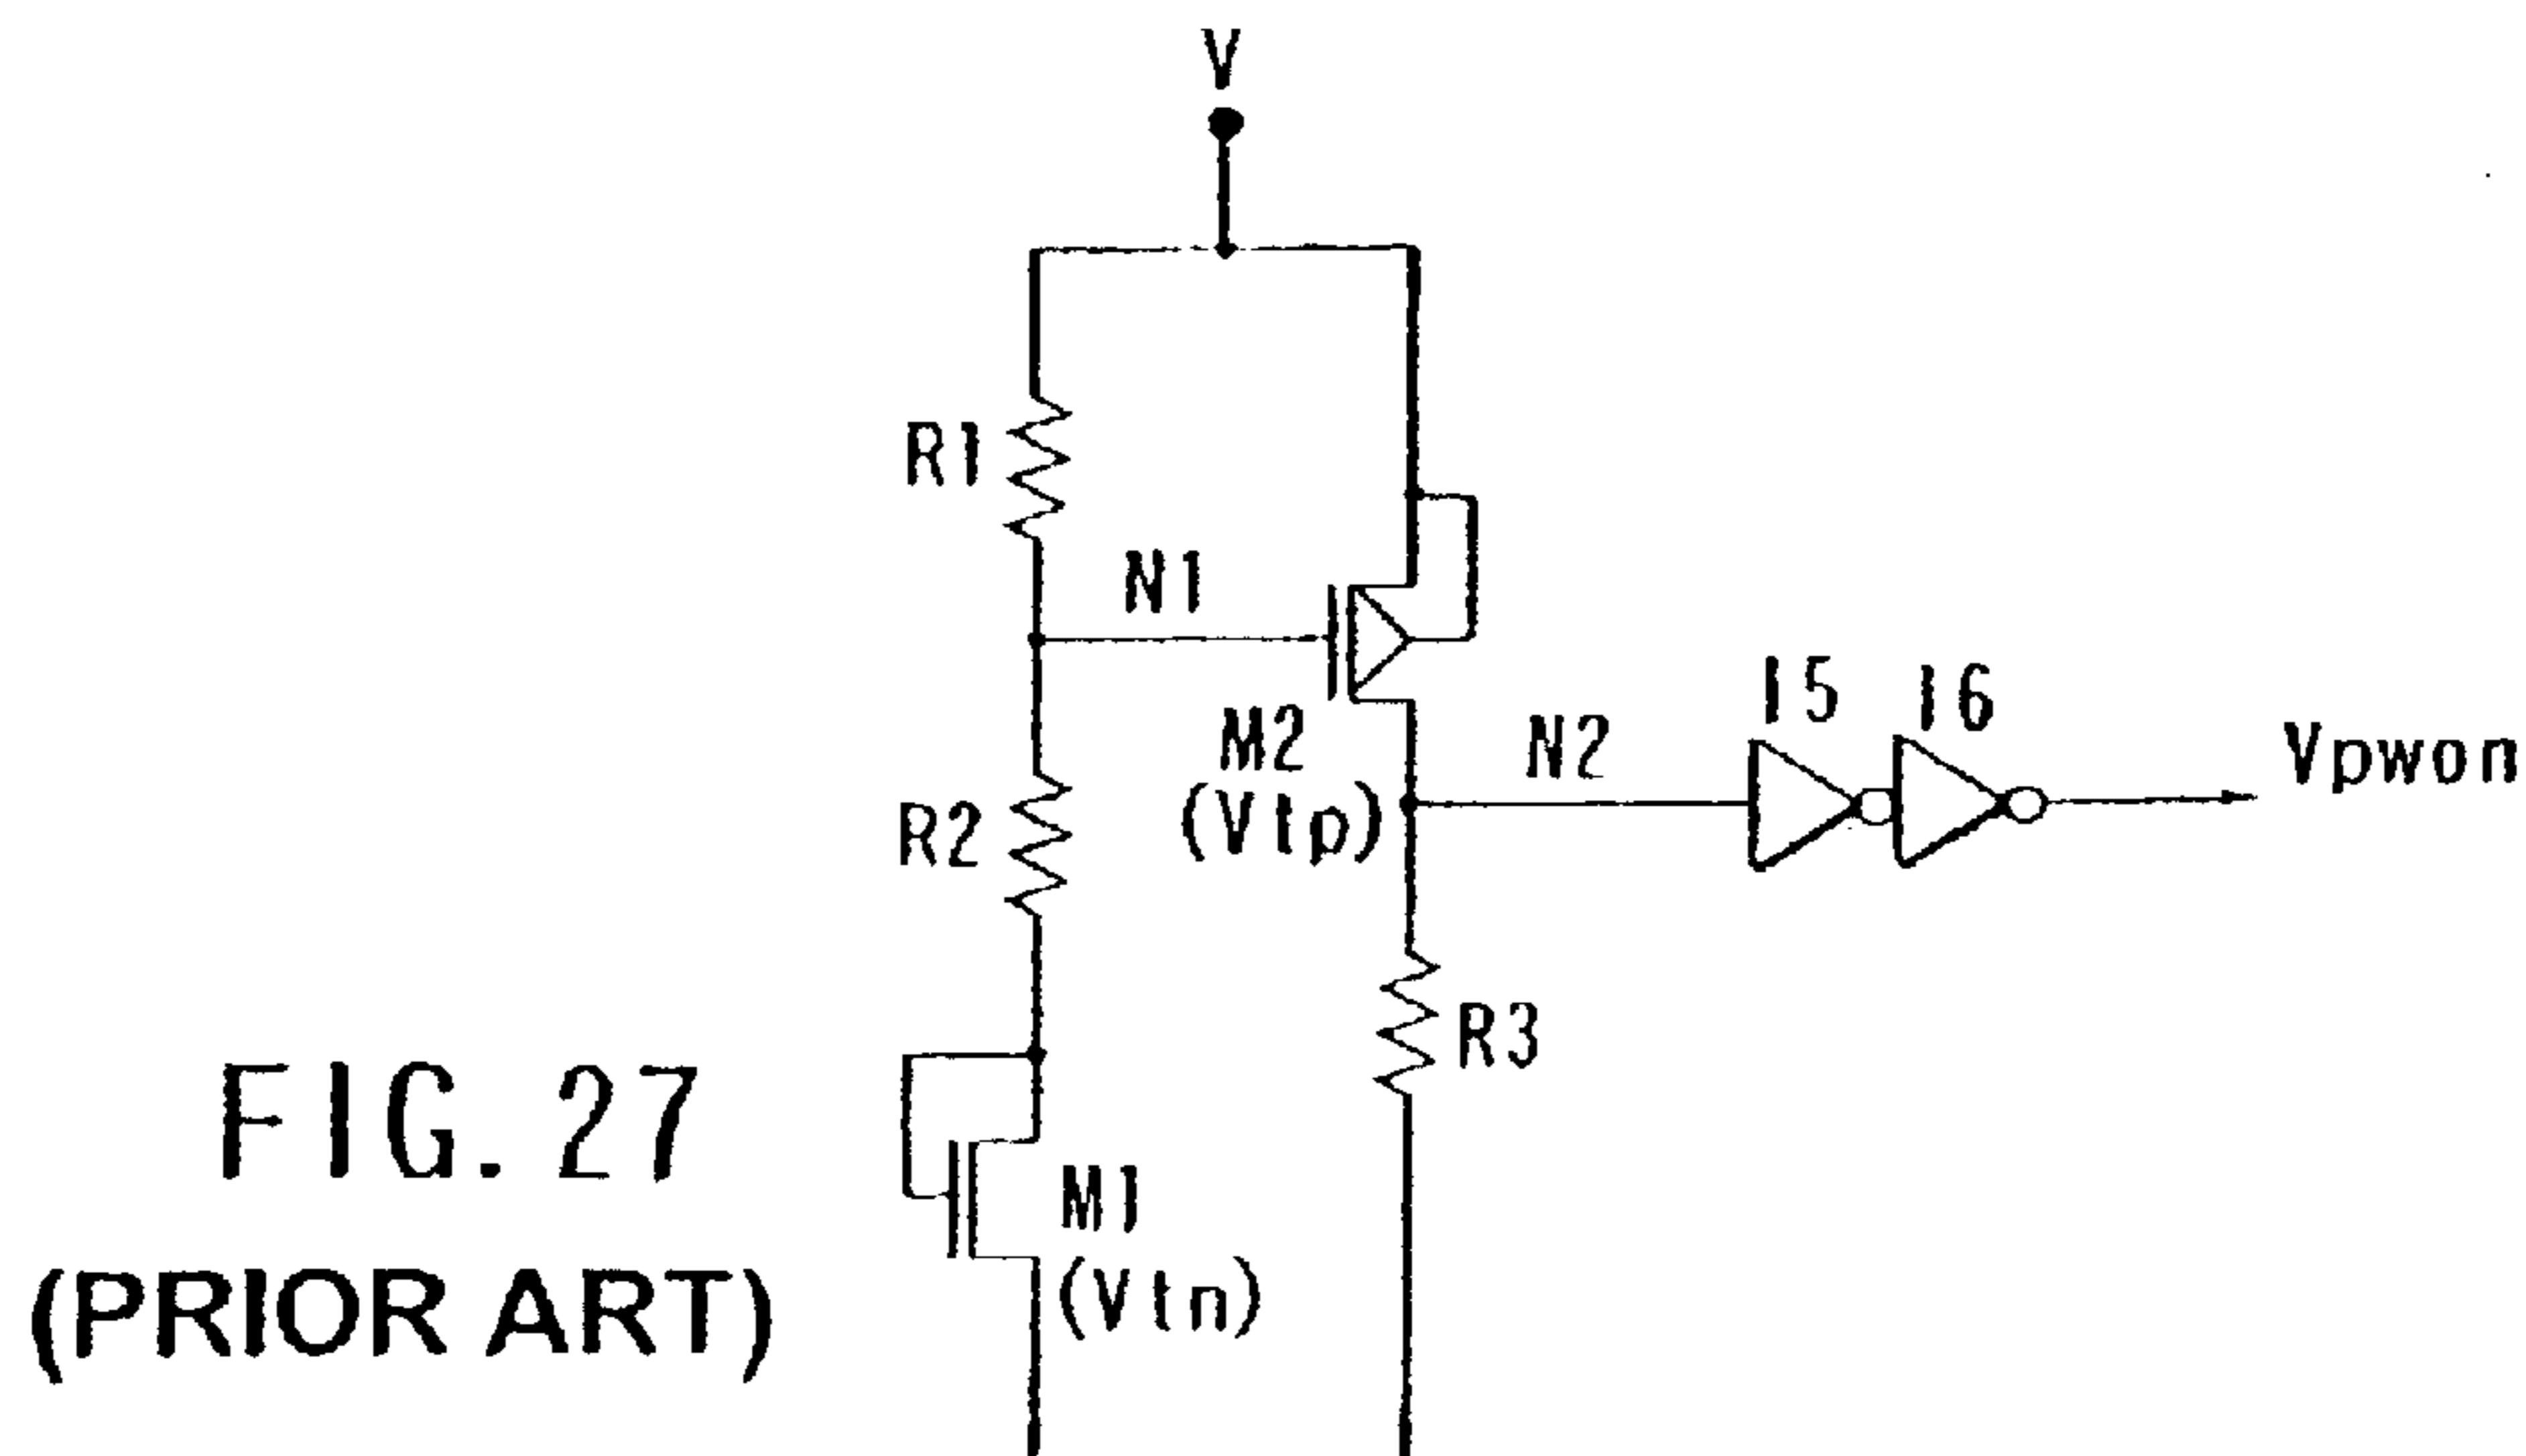 V
R1
N1
I5
I6
M2
(Vtp)
N2
Vpwon
R2
R3
M1
(Vtn)
FIG. 27
(PRIOR ART)